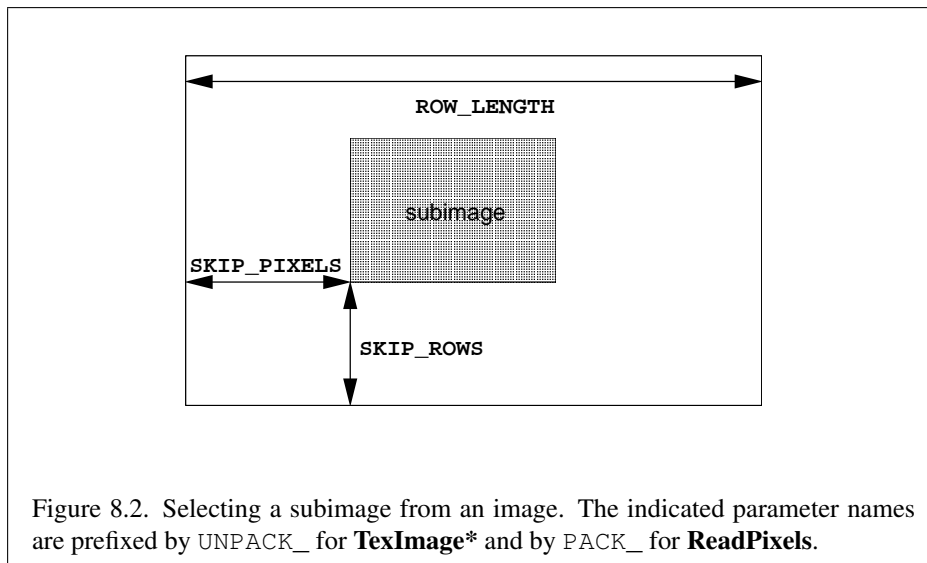 ROW_LENGTH
subimage
SKIP_PIXELS
SKIP_ROWS
Figure 8.2. Selecting a subimage from an image. The indicated parameter names
are prefixed by UNPACK_ for TexImage* and by PACK_ for ReadPixels.